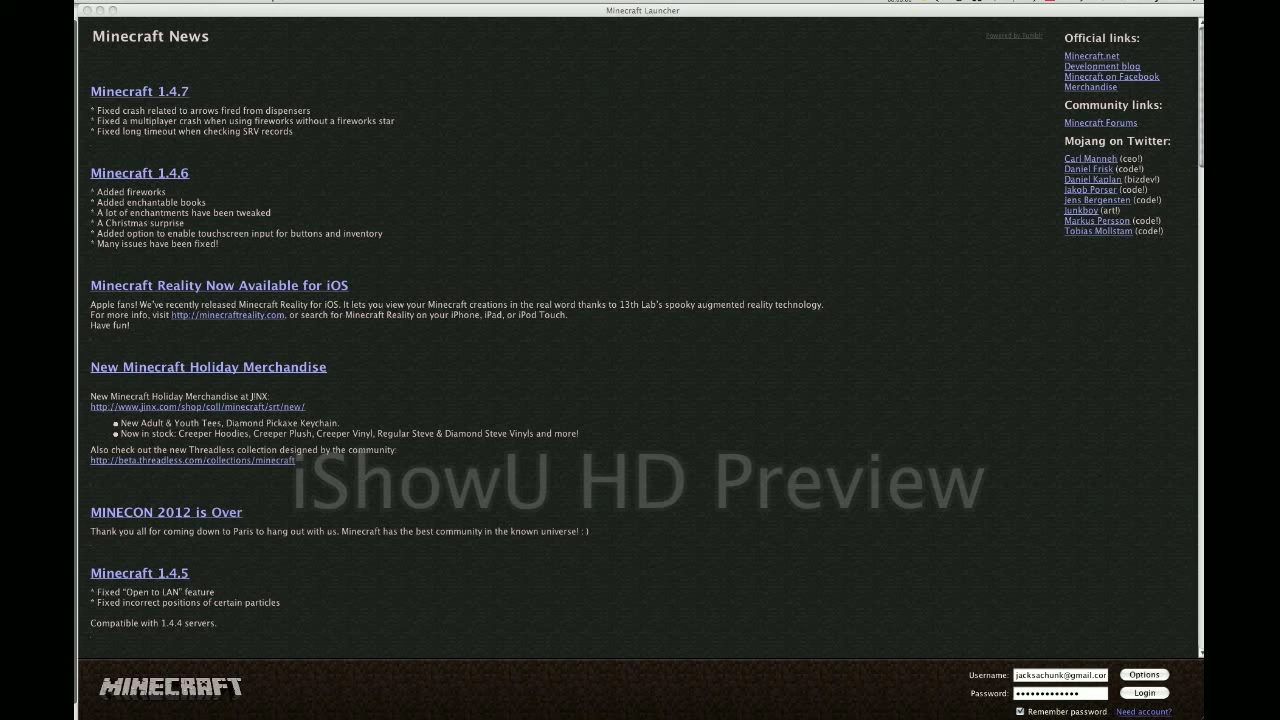 Minecraft Launcher
Minecraft News
Powered by Tumblr
Minecraft 1.4.7
* Fixed crash related to arrows fired from dispensers
* Fixed a multiplayer crash when using fireworks without a fireworks star
* Fixed long timeout when checking SRV records
Minecraft 1.4.6
* Added fireworks
* Added enchantable books
* A lot of enchantments have been tweaked
* A Christmas surprise
* Added option to enable touchscreen input for buttons and inventory
* Many issues have been fixed!
Minecraft Reality Now Available for iOS
Apple fans! We've recently released Minecraft Reality for iOS. It lets you view your Minecraft creations in the real word thanks to 13th Lab's spooky augmented reality technology.
For more info, visit http://minecraftreality.com, or search for Minecraft Reality on your iPhone, iPad, or iPod Touch.
Have fun!
New Minecraft Holiday Merchandise
New Minecraft Holiday Merchandise at J!NX:
http://www.jinx.com/shop/coll/minecraft/srt/new/
● New Adult & Youth Tees, Diamond Pickaxe Keychain.
● Now in stock: Creeper Hoodies, Creeper Plush, Creeper Vinyl, Regular Steve & Diamond Steve Vinyls and more!
Also check out the new Threadless collection designed by the community:
http://beta.threadless.com/collections/minecraft
iShowU HD Preview
MINECON 2012 is Over
Thank you all for coming down to Paris to hang out with us. Minecraft has the best community in the known universe! : )
Minecraft 1.4.5
* Fixed "Open to LAN" feature
* Fixed incorrect positions of certain particles
Compatible with 1.4.4 servers.
Official links:
Minecraft.net
Development blog
Minecraft on Facebook
Merchandise
Community links:
Minecraft Forums
Mojang on Twitter:
Carl Manneh (ceo!)
Daniel Frisk (code!)
Daniel Kaplan (bizdev!)
Jakob Porser (code!)
Jens Bergensten (code!)
Junkboy (art!)
Markus Persson (code!)
Tobias Mollstam (code!)
MINECRAFT
Username: jacksachunk@gmail.cor
Options
Password: •••••••••••••
Login
Remember password
Need account?